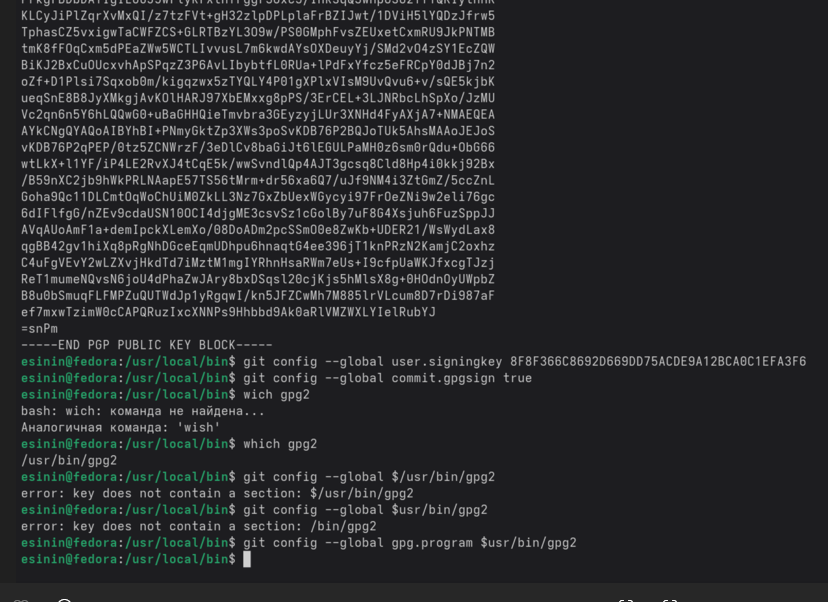 KLCyJiPlZqrXvMxQI/z7tzFVt+gH32zlpDPLplaFrBZIJwt/1DViH5lYQDzJfrw5
TphasCZ5vxigwTaCWFZCS+GLRTBzYL3O9w/PS0GMphFvsZEUxetCxmRU9JkPNTMB
tmK8fFOqCxm5dPEaZWw5WCTLIvvusL7m6kwdAYsOXDeuyYj/SMd2vO4zSY1EcZQW
BiKJ2BxCuOUcxvhApSPqzZ3P6AvLIbybtfL0RUa+lPdFxYfcz5eFRCpY0dJBj7n2
oZf+D1Plsi7Sqxob0m/kigqzwx5zTYQLY4P01gXPlxVIsM9UvQvu6+v/sQE5kjbK
ueqSnE8B8JyXMkgjAvKOlHARJ97XbEMxxg8pPS/3ErCEL+3LJNRbcLhSpXo/JzMU
Vc2qn6n5Y6hLQQwG0+uBaGHHQieTmvbra3GEyzyjLUr3XNHd4FyAXjA7+NMAEQEA
AYkCNgQYAQoAIBYhBI+PNmyGktZp3XWs3poSvKDB76P2BQJoTUk5AhsMAAoJEJoS
vKDB76P2qPEP/0tz5ZCNWrzF/3eDlCv8baGiJt6lEGULPaMH0z6sm0rQdu+ObG66
wtLkX+l1YF/iP4LE2RvXJ4tCqE5k/wwSvndlQp4AJT3gcsq8Cld8Hp4i0kkj92Bx
/B59nXC2jb9hWkPRLNAapE57TS56tMrm+dr56xa6Q7/uJf9NM4i3ZtGmZ/5ccZnL
Goha9Qc11DLCmtOqWoChUiM0ZkLL3Nz7GxZbUexWGycyi97FrOeZNi9w2eli76gc
6dIFlfgG/nZEv9cdaUSN10OCI4djgME3csvSz1cGolBy7uF8G4Xsjuh6FuzSppJJ
AVqAUoAmF1a+demIpckXLemXo/08DoADm2pcSSmO0e8ZwKb+UDER21/WsWydLax8
qgBB42gv1hiXq8pRgNhDGceEqmUDhpu6hnaqtG4ee396jT1knPRzN2KamjC2oxhz
C4uFgVEvY2wLZXvjHkdTd7iMztM1mgIYRhnHsaRWm7eUs+I9cfpUaWKJfxcgTJzj
ReT1mumeNQvsN6joU4dPhaZwJAry8bxDSqsl20cjKjs5hMlsX8g+0HOdnOyUWpbZ
B8u0bSmuqFLFMPZuQUTWdJp1yRgqwI/kn5JFZCwMh7M885lrVLcum8D7rDi987aF
ef7mxwTzimW0cCAPQRuzIxcXNNPs9Hhbbd9Ak0aRlVMZWXLYIelRubYJ
=snPm
-----END PGP PUBLIC KEY BLOCK-----
esinin@fedora:/usr/local/bin$ git config --global user.signingkey 8F8F366C8692D669DD75ACDE9A12BCA0C1EFA3F6
esinin@fedora:/usr/local/bin$ git config --global commit.gpgsign true
esinin@fedora:/usr/local/bin$ wich gpg2
bash: wich: команда не найдена...
Аналогичная команда: 'wish'
esinin@fedora:/usr/local/bin$ which gpg2
/usr/bin/gpg2
esinin@fedora:/usr/local/bin$ git config --global $/usr/bin/gpg2
error: key does not contain a section: $/usr/bin/gpg2
esinin@fedora:/usr/local/bin$ git config --global $usr/bin/gpg2
error: key does not contain a section: /bin/gpg2
esinin@fedora:/usr/local/bin$ git config --global gpg.program $usr/bin/gpg2
esinin@fedora:/usr/local/bin$